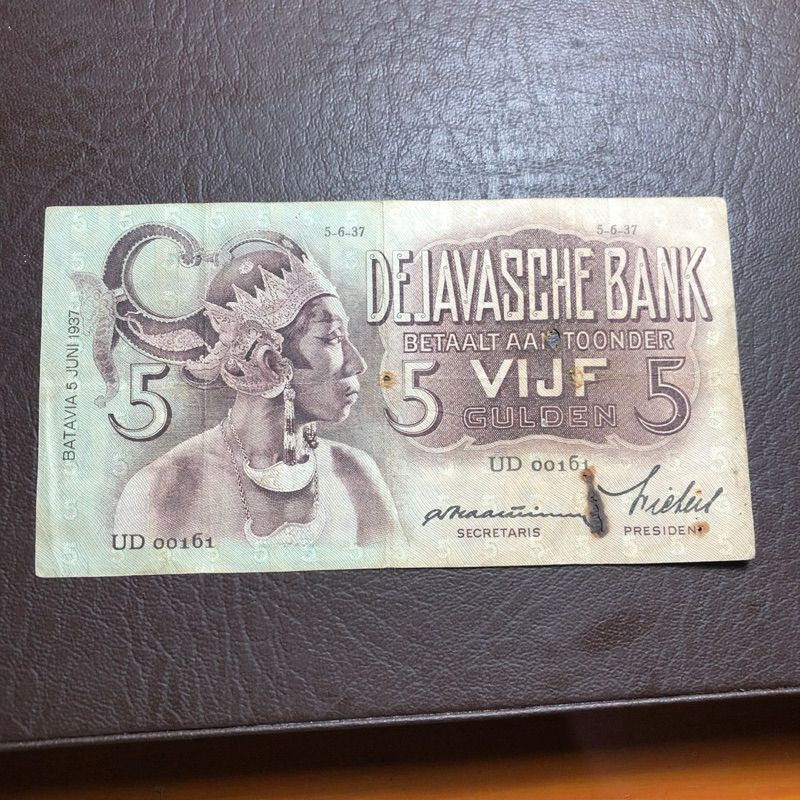 5-6-37
5-6-37
DE JAVASCHE BANK
BETAALT AAN TOONDER
VIJF
GULDEN
5
5
5
BATAVIA 5 JUNI 1937
UD 00161
UD 00161
SECRETARIS
PRESIDENT